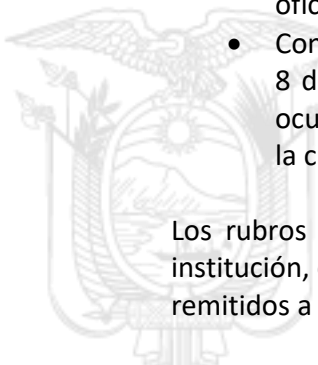 ofic
• Con
8 d
ocu
la c
Los rubros
institución,
remitidos a